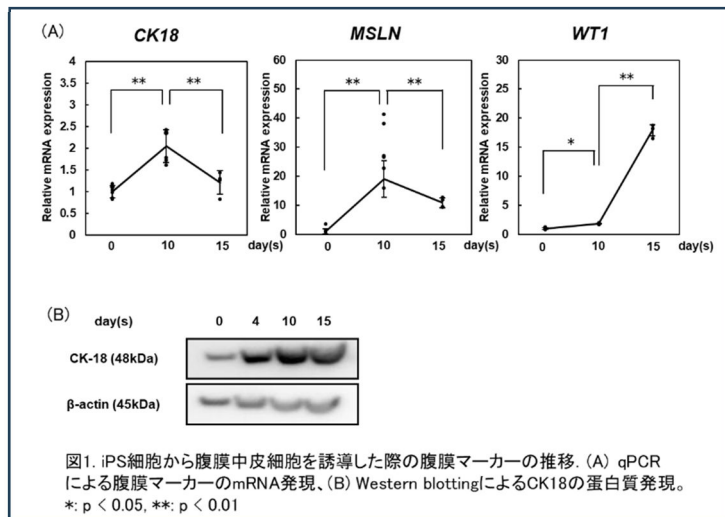 (A)
CK18
MSLN
WT1
Relative mRNA expression
4
3.5
3
2.5
2
1.5
1
0.5
0
**
**
0
10
15
day(s)
Relative mRNA expression
60
50
40
30
20
10
0
**
**
0
10
15
day(s)
Relative mRNA expression
30
25
20
15
10
5
0
*
**
0
10
15
day(s)
(B)
day(s) 0 4 10 15
CK-18 (48kDa)
β-actin (45kDa)
図1. iPS細胞から腹膜中皮細胞を誘導した際の腹膜マーカーの推移. (A) qPCR
による腹膜マーカーのmRNA発現、(B) Western blottingによるCK18の蛋白質発現。
*: p < 0.05, **: p < 0.01